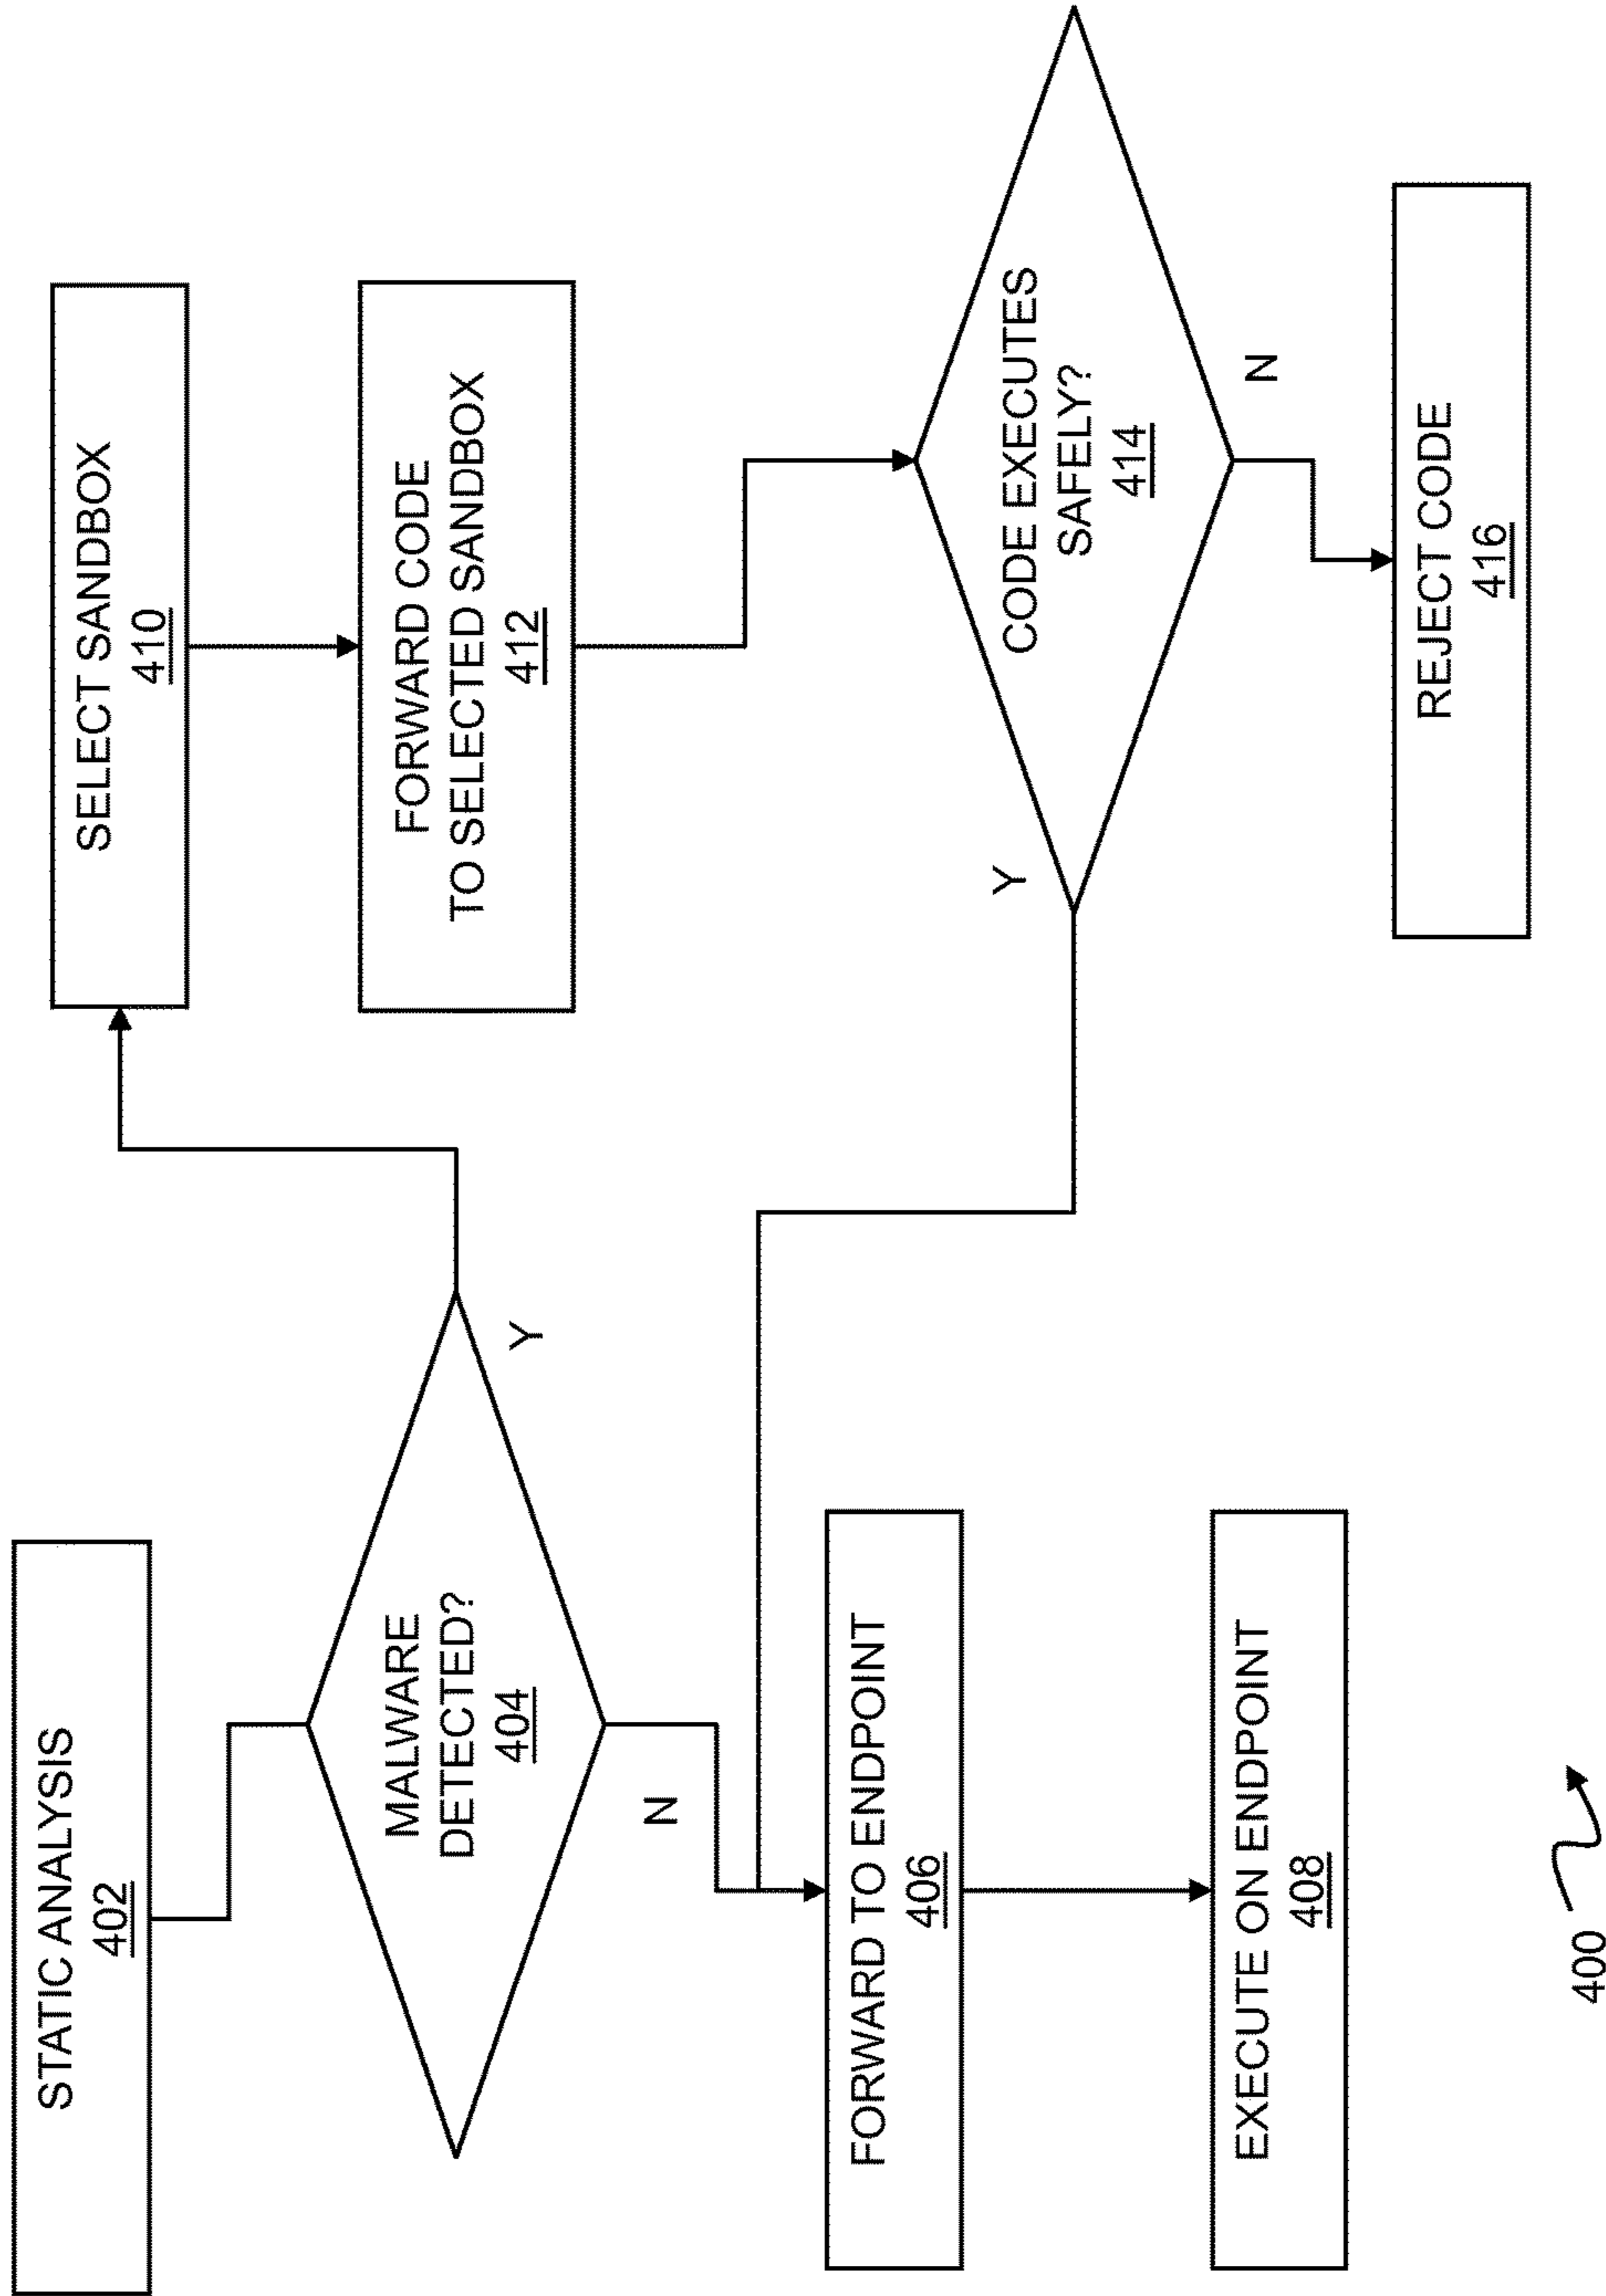 STATIC ANALYSIS
402
MALWARE
DETECTED?
404
Y
N
FORWARD TO ENDPOINT
406
EXECUTE ON ENDPOINT
408
SELECT SANDBOX
410
FORWARD CODE
TO SELECTED SANDBOX
412
CODE EXECUTES
SAFELY?
414
Y
N
REJECT CODE
416
400